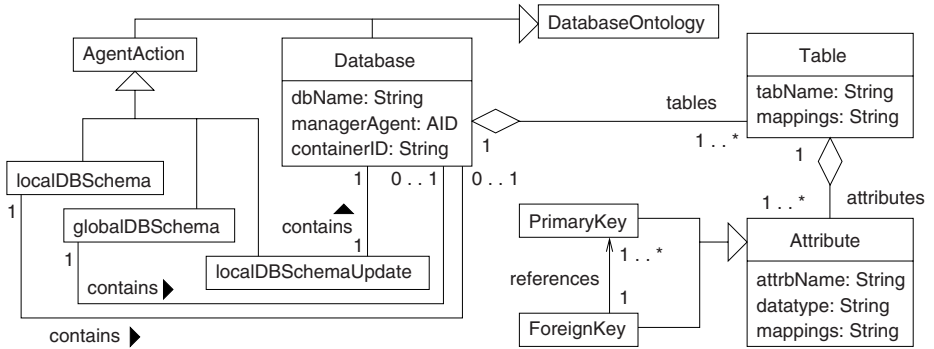 DatabaseOntology
AgentAction
Database
dbName: String
managerAgent: AID
containerID: String
Table
tabName: String
mappings: String
tables
1
1 . . *
1
1 . . *
attributes
localDBSchema
1
globalDBSchema
1
localDBSchemaUpdate
1
0 . . 1
0 . . 1
contains
1
contains
contains
PrimaryKey
1 . . *
references
1
ForeignKey
Attribute
attrbName: String
datatype: String
mappings: String